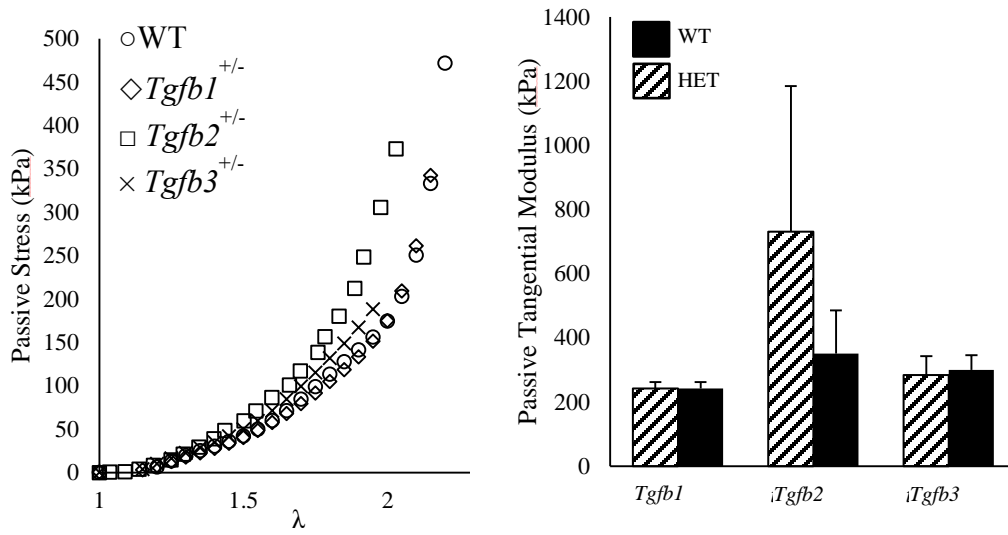 500
450
400
350
300
250
200
150
100
50
0
Passive Stress (kPa)
WT
Tgfb1+/-
Tgfb2+/-
Tgfb3+/-
1
1.5
2
λ
1400
1200
1000
800
600
400
200
0
Passive Tangential Modulus (kPa)
WT
HET
Tgfb1
Tgfb2
Tgfb3